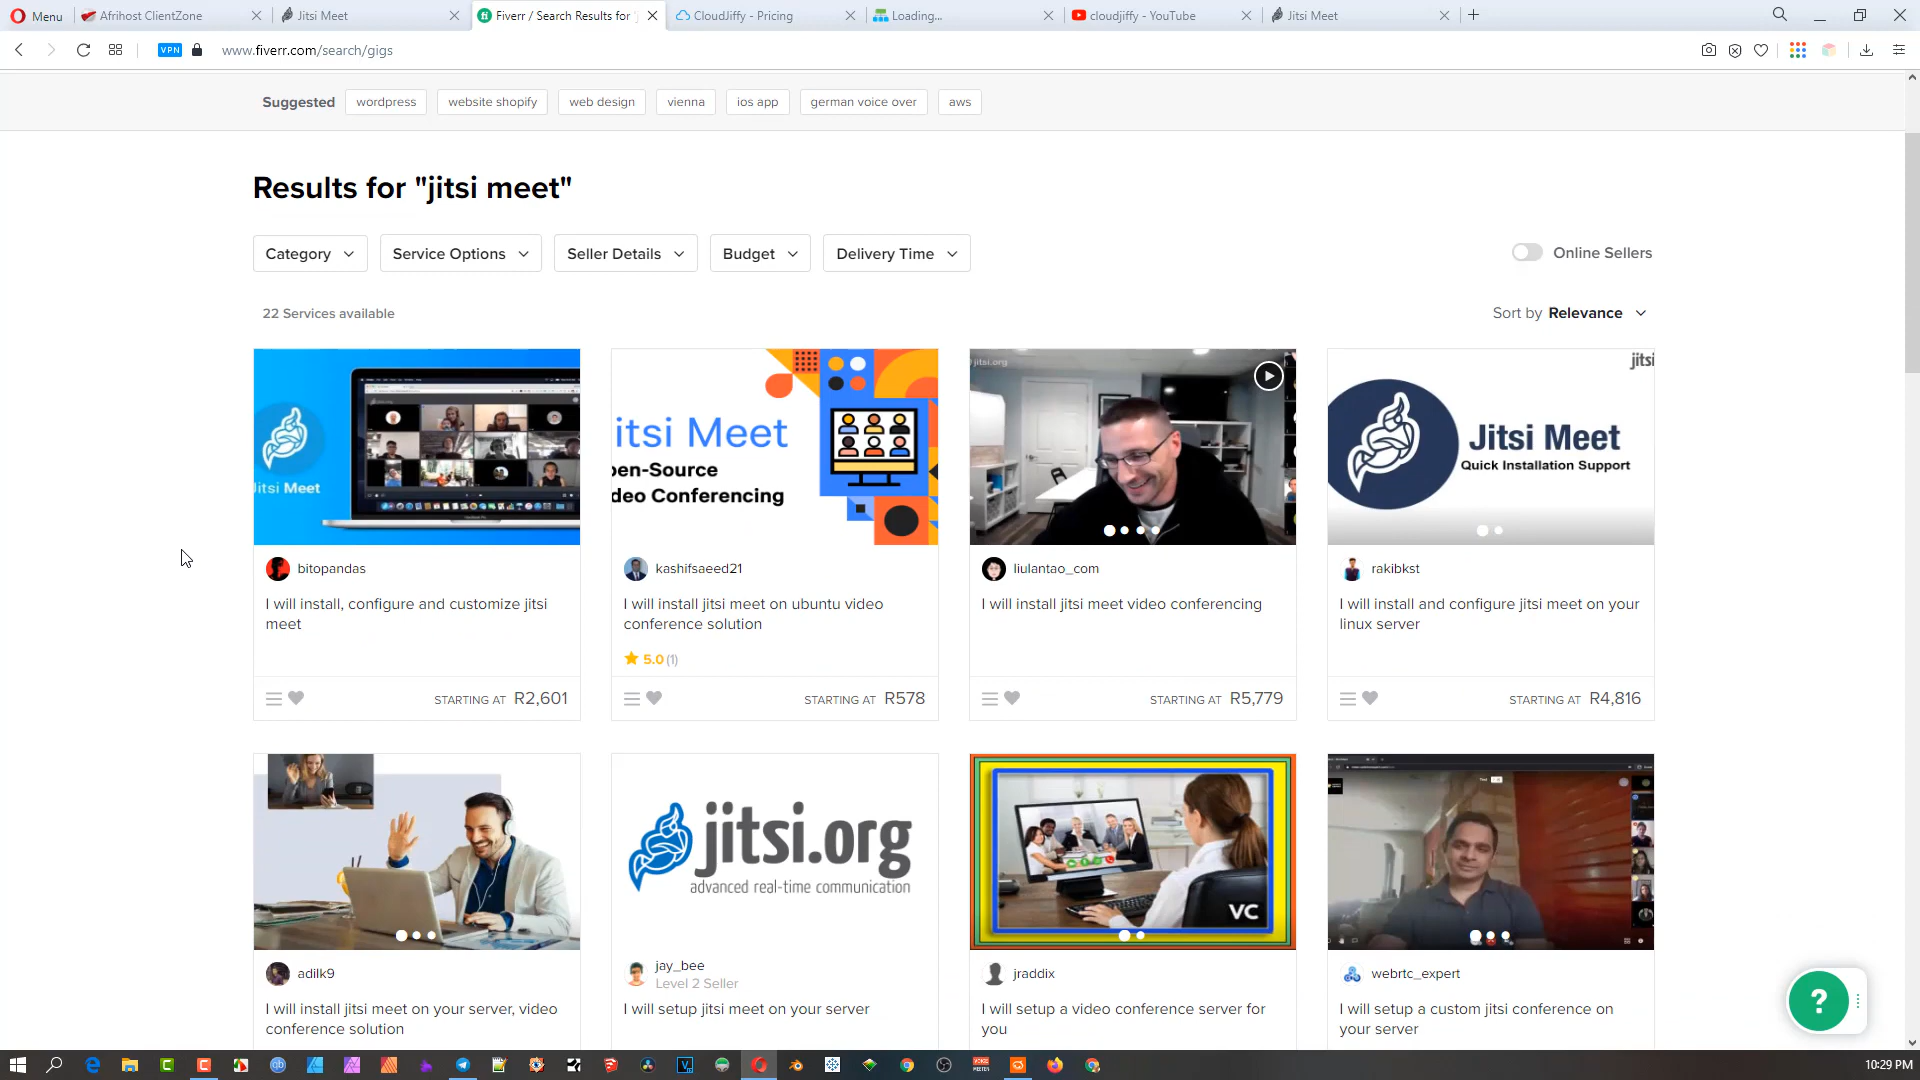 Menu
Afrihost ClientZone
Jitsi Meet
Fiverr / Search Results for
CloudJiffy - Pricing
Loading...
cloudjiffy - YouTube
Jitsi Meet
VPN
www.fiverr.com/search/gigs
Suggested
wordpress
website shopify
web design
vienna
ios app
german voice over
aws
Results for "jitsi meet"
Category
Service Options
Seller Details
Budget
Delivery Time
Online Sellers
22 Services available
Sort by Relevance
Jitsi Meet
itsi Meet
pen-Source
deo Conferencing
jitsi.org
jitsi
Jitsi Meet
Quick Installation Support
bitopandas
I will install, configure and customize jitsi
meet
STARTING AT R2,601
kashifsaeed21
I will install jitsi meet on ubuntu video
conference solution
5.0 (1)
STARTING AT R578
liulantao_com
I will install jitsi meet video conferencing
STARTING AT R5,779
rakibkst
I will install and configure jitsi meet on your
linux server
STARTING AT R4,816
jitsi.org
advanced real-time communication
VC
adilk9
I will install jitsi meet on your server, video
conference solution
jay_bee
Level 2 Seller
I will setup jitsi meet on your server
jraddix
I will setup a video conference server for
you
webrtc_expert
I will setup a custom jitsi conference on
your server
?
10:29 PM